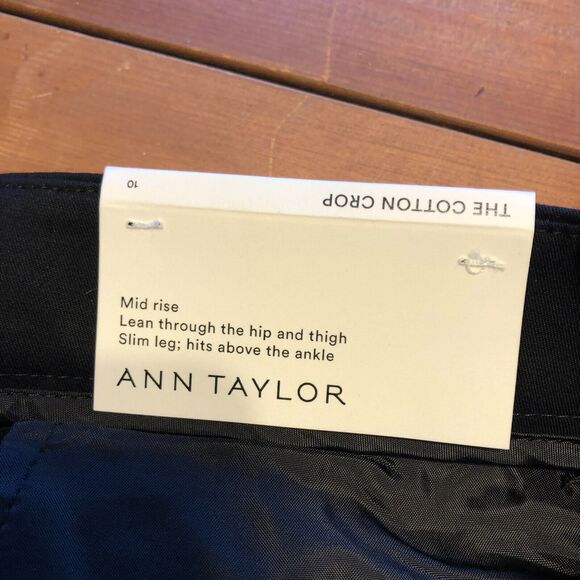 THE COTTON CROP
10
Mid rise
Lean through the hip and thigh
Slim leg; hits above the ankle
ANN TAYLOR